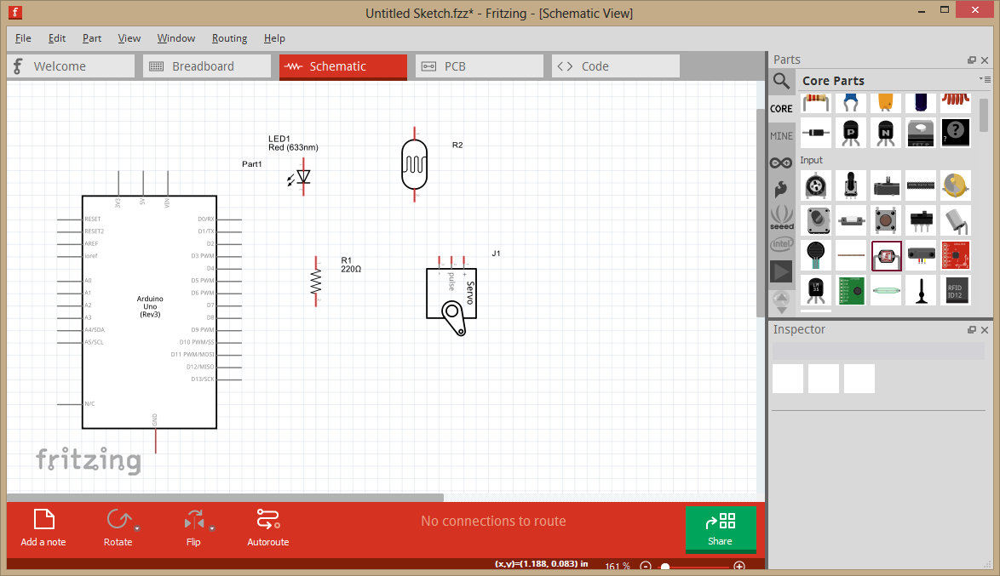 Untitled Sketch.fzz* - Fritzing - [Schematic View]
File Edit Part View Window Routing Help
Welcome
Breadboard
Schematic
PCB
Code
Parts
Core Parts
CORE
MINE
Input
seeed
intel
P
N
?
?
LM
35
RFID
ID12
LED1
Red (633nm)
Part1
R2
R1
220Ω
J1
-
pulse
+
Servo
3V3
5V
VIN
RESET
RESET2
AREF
ioref
A0
A1
A2
A3
A4/SDA
A5/SCL
N/C
Arduino
Uno
(Rev3)
D0/RX
D1/TX
D2
D3 PWM
D4
D5 PWM
D6 PWM
D7
D8
D9 PWM
D10 PWM/SS
D11 PWM/MOSI
D12/MISO
D13/SCK
GND
fritzing
Inspector
Add a note
Rotate
Flip
Autoroute
No connections to route
Share
(x,y)=(1.188, 0.083) in
161 %